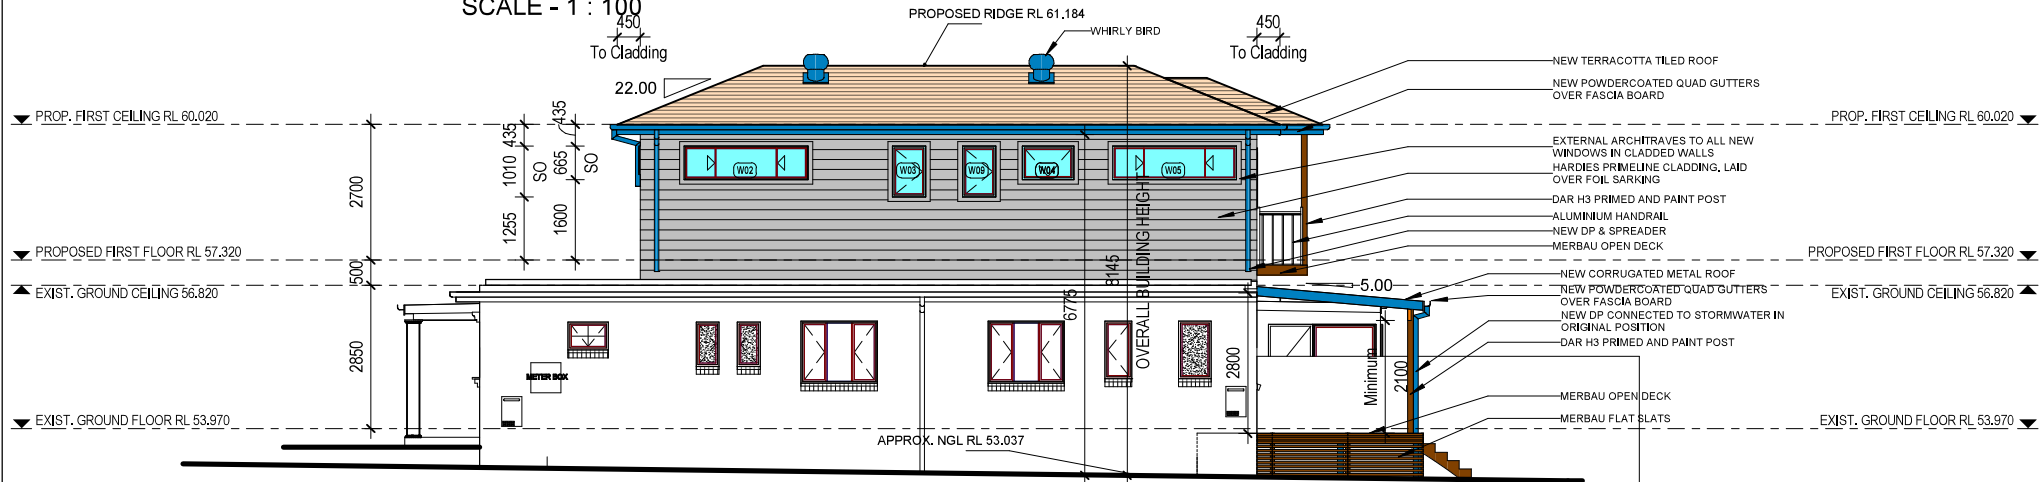 SCALE - 1 : 100
450
To Cladding
PROPOSED RIDGE RL 61.184
WHIRLY BIRD
450
To Cladding
22.00
NEW TERRACOTTA TILED ROOF
NEW POWDERCOATED QUAD GUTTERS
OVER FASCIA BOARD
PROP. FIRST CEILING RL 60.020
PROP. FIRST CEILING RL 60.020
435
435
EXTERNAL ARCHITRAVES TO ALL NEW
WINDOWS IN CLADDED WALLS
HARDIES PRIMELINE CLADDING, LAID
OVER FOIL SARKING
2700
1010
SO
665
SO
W02
W03
W09
W04
W05
1255
1600
DAR H3 PRIMED AND PAINT POST
ALUMINIUM HANDRAIL
NEW DP & SPREADER
MERBAU OPEN DECK
PROPOSED FIRST FLOOR RL 57.320
PROPOSED FIRST FLOOR RL 57.320
500
6775
8145
OVERALL BUILDING HEIGHT
5.00
NEW CORRUGATED METAL ROOF
NEW POWDERCOATED QUAD GUTTERS
OVER FASCIA BOARD
NEW DP CONNECTED TO STORMWATER IN
ORIGINAL POSITION
DAR H3 PRIMED AND PAINT POST
EXIST. GROUND CEILING 56.820
EXIST. GROUND CEILING 56.820
2850
METER BOX
2800
Minimum
2100
MERBAU OPEN DECK
MERBAU FLAT SLATS
EXIST. GROUND FLOOR RL 53.970
EXIST. GROUND FLOOR RL 53.970
APPROX. NGL RL 53.037